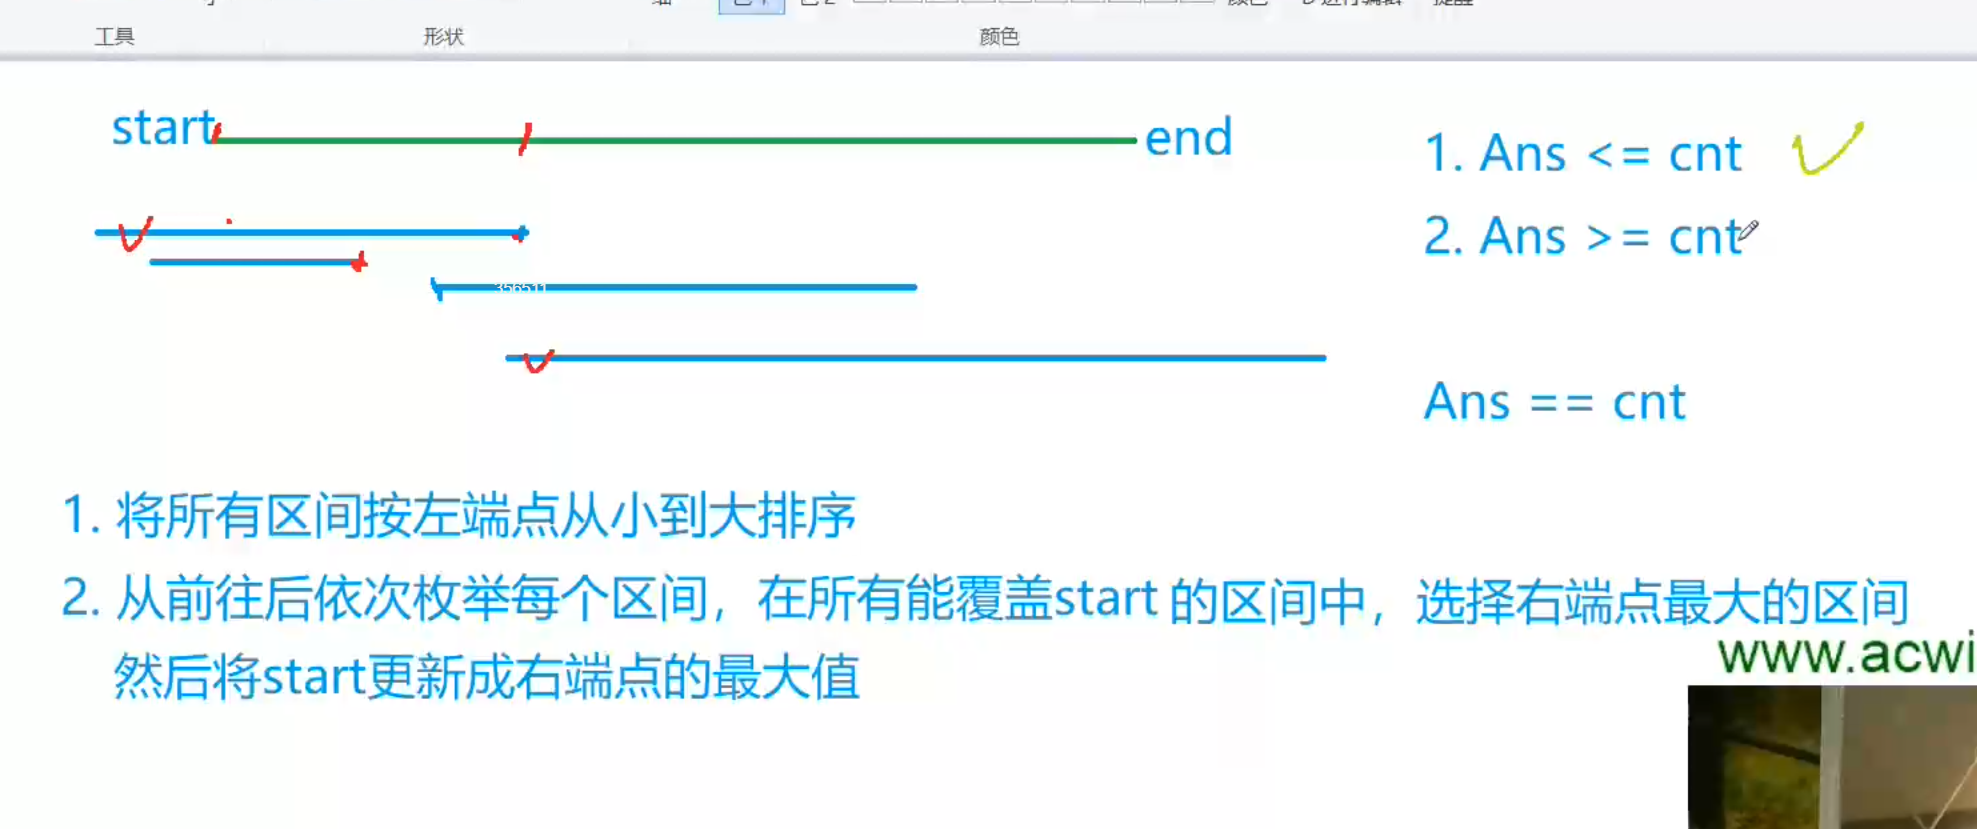 工具 形状 颜色
start end
1. Ans <= cnt
2. Ans >= cnt
356511
Ans == cnt
1. 将所有区间按左端点从小到大排序
2. 从前往后依次枚举每个区间，在所有能覆盖start 的区间中，选择右端点最大的区间
然后将start更新成右端点的最大值
www.acwi